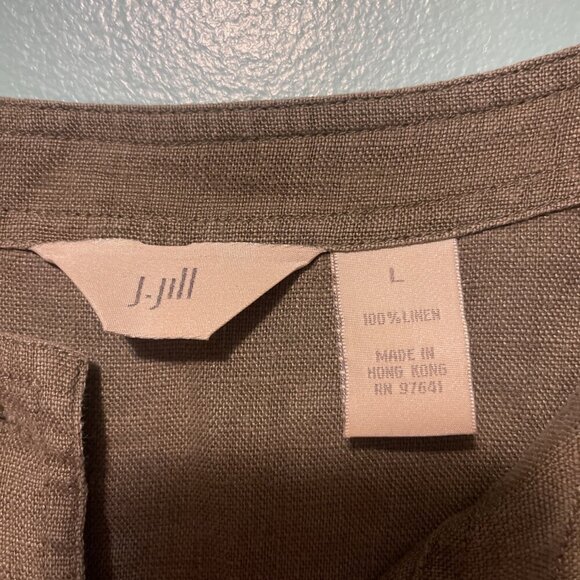 J.Jill
L
100% LINEN
MADE IN
HONG KONG
RN 97641